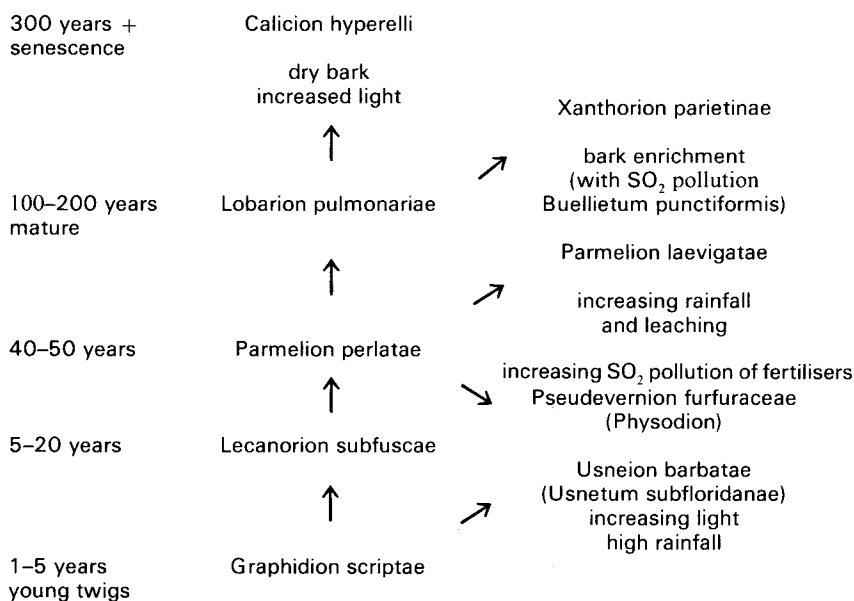 300 years +
senescence
Calicion hyperelli
dry bark
increased light
Xanthorion parietinae
bark enrichment
(with SO₂ pollution
Buellietum punctiformis)
100–200 years
mature
Lobarion pulmonariae
Parmelion laevigatae
increasing rainfall
and leaching
40–50 years
Parmelion perlatae
increasing SO₂ pollution of fertilisers
Pseudevernion furfuraceae
(Physodion)
5–20 years
Lecanorion subfuscae
Usneion barbatae
(Usnetum subfloridanae)
increasing light
high rainfall
1–5 years
young twigs
Graphidion scriptae